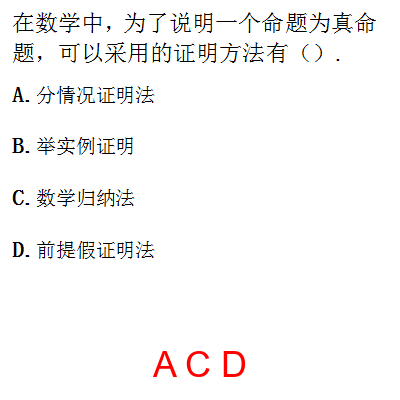 在数学中，为了说明一个命题为真命
题，可以采用的证明方法有（）.
A. 分情况证明法
B. 举实例证明
C. 数学归纳法
D. 前提假证明法
A C D